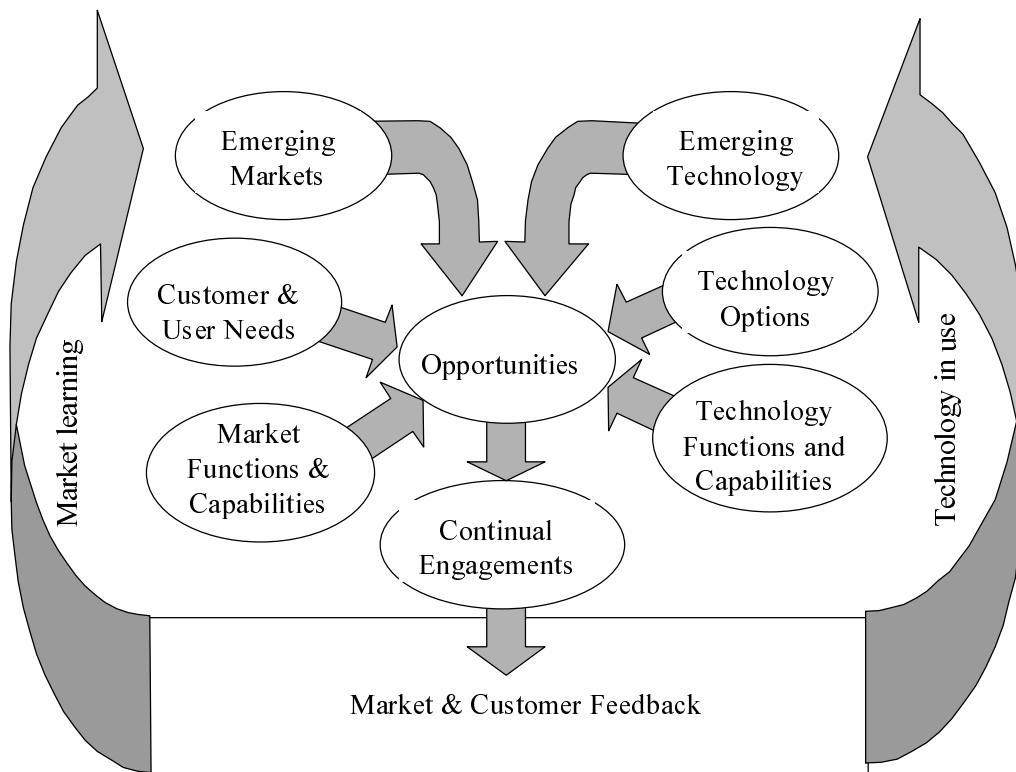 Emerging
Markets
Emerging
Technology
Customer &
User Needs
Technology
Options
Opportunities
Market
Functions &
Capabilities
Technology
Functions and
Capabilities
Market learning
Technology in use
Continual
Engagements
Market & Customer Feedback